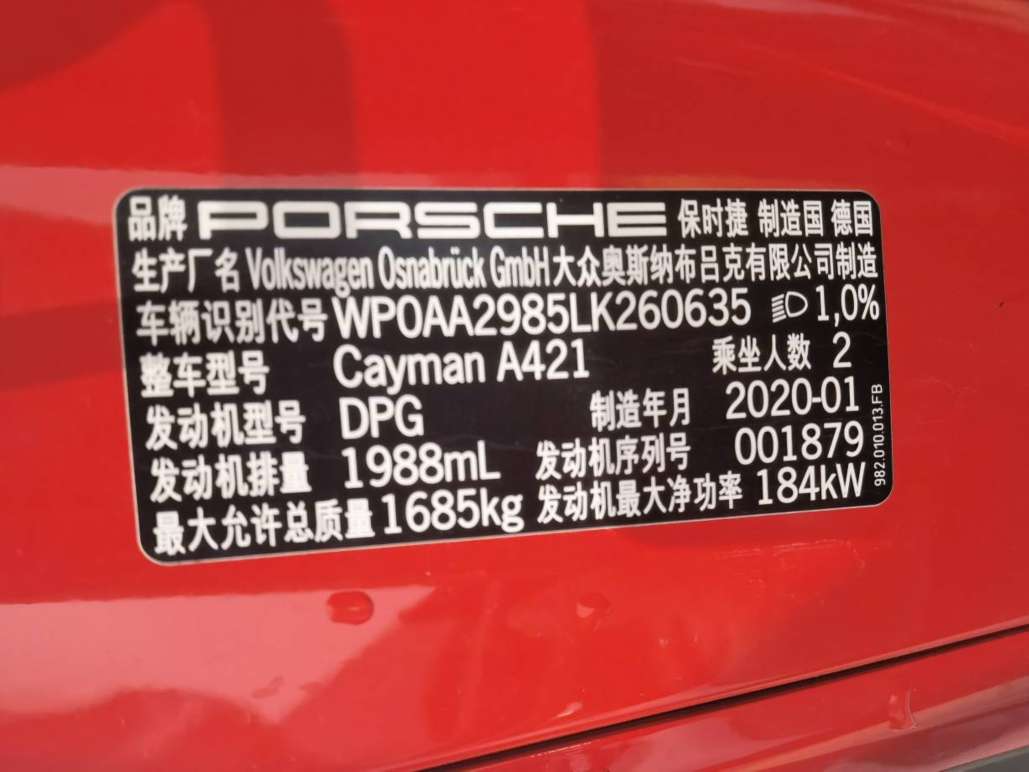 品牌 PORSCHE 保时捷 制造国 德国
生产厂名 Volkswagen Osnabrück GmbH大众奥斯纳布吕克有限公司制造
车辆识别代号 WP0AA2985LK260635 1,0%
整车型号 Cayman A421 乘坐人数 2
发动机型号 DPG 制造年月 2020-01
发动机排量 1988mL 发动机序列号 001879
最大允许总质量 1685kg 发动机最大净功率 184kW
982.010.013.FB